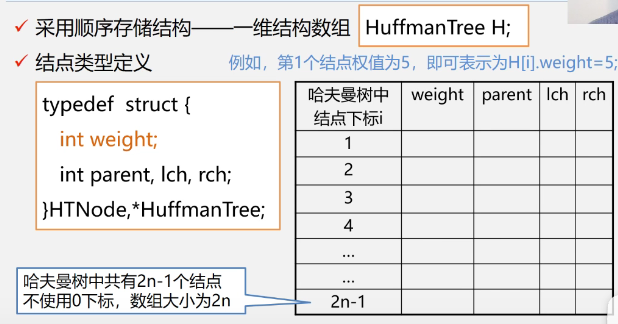 ✓ 采用顺序存储结构——一维结构数组 HuffmanTree H;
✓ 结点类型定义 例如，第1个结点权值为5，即可表示为H[i].weight=5;
typedef struct {
int weight;
int parent, lch, rch;
}HTNode,*HuffmanTree;
哈夫曼树中结点下标i weight parent lch rch
1
2
3
4
...
...
2n-1
哈夫曼树中共有2n-1个结点
不使用0下标，数组大小为2n